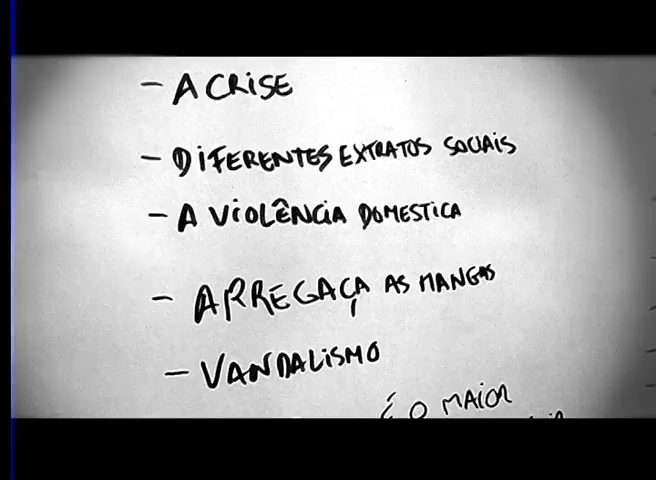 - A CRISE
- DIFERENTES EXTRATOS SOCIAIS
- A VIOLÊNCIA DOMESTICA
- ARREGAÇA AS MANGAS
- VANDALISMO
É O MAIOR